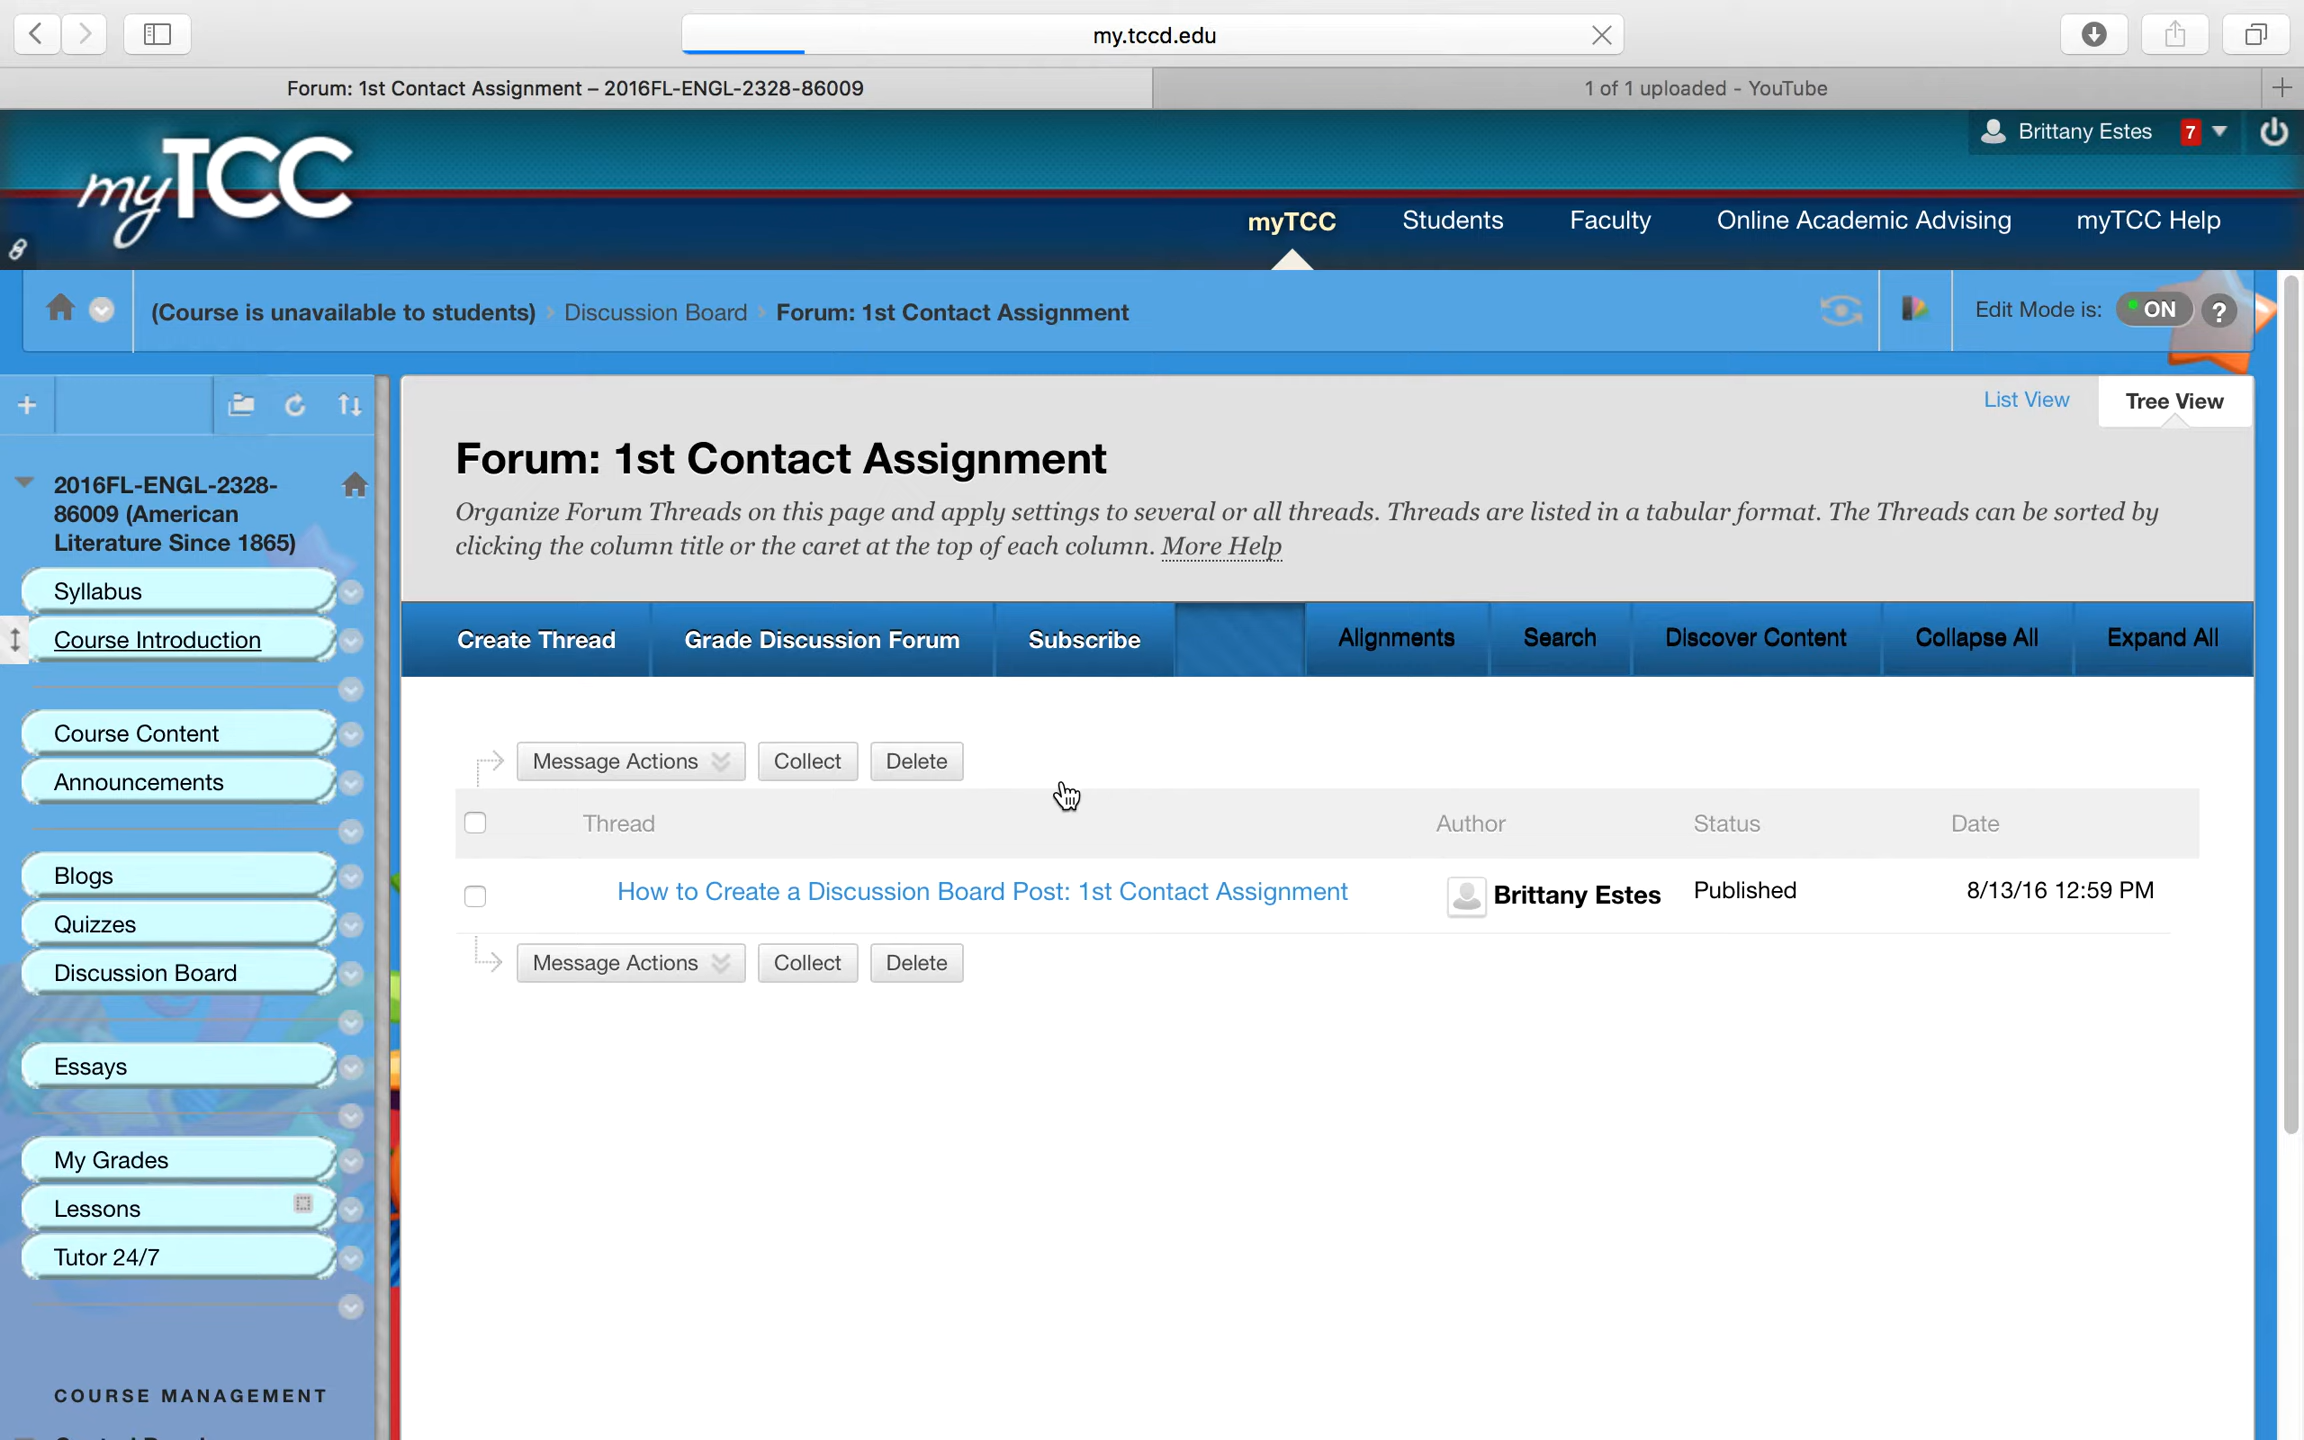 my.tccd.edu
Forum: 1st Contact Assignment – 2016FL-ENGL-2328-86009
1 of 1 uploaded - YouTube
myTCC
Brittany Estes 7
myTCC Students Faculty Online Academic Advising myTCC Help
(Course is unavailable to students) Discussion Board Forum: 1st Contact Assignment
Edit Mode is: ON ?
List View Tree View
2016FL-ENGL-2328-
86009 (American
Literature Since 1865)
Syllabus
Course Introduction
Course Content
Announcements
Blogs
Quizzes
Discussion Board
Essays
My Grades
Lessons
Tutor 24/7
COURSE MANAGEMENT
Forum: 1st Contact Assignment
Organize Forum Threads on this page and apply settings to several or all threads. Threads are listed in a tabular format. The Threads can be sorted by
clicking the column title or the caret at the top of each column. More Help
Create Thread Grade Discussion Forum Subscribe Alignments Search Discover Content Collapse All Expand All
Message Actions Collect Delete
Thread Author Status Date
How to Create a Discussion Board Post: 1st Contact Assignment Brittany Estes Published 8/13/16 12:59 PM
Message Actions Collect Delete